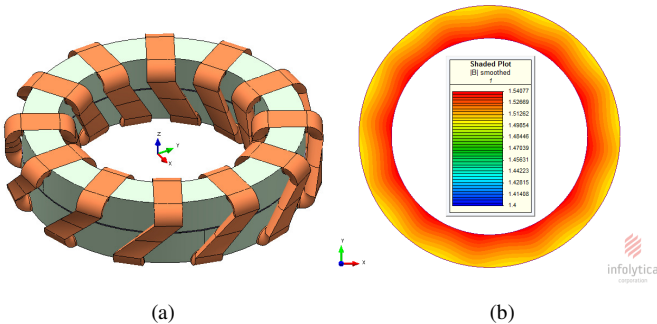 Z
Y
X
Shaded Plot
|B| smoothed
f
1.54077
1.52669
1.51262
1.49854
1.48446
1.47039
1.45631
1.44223
1.42815
1.41408
1.4
Y
X
infolytica
corporation
(a)
(b)